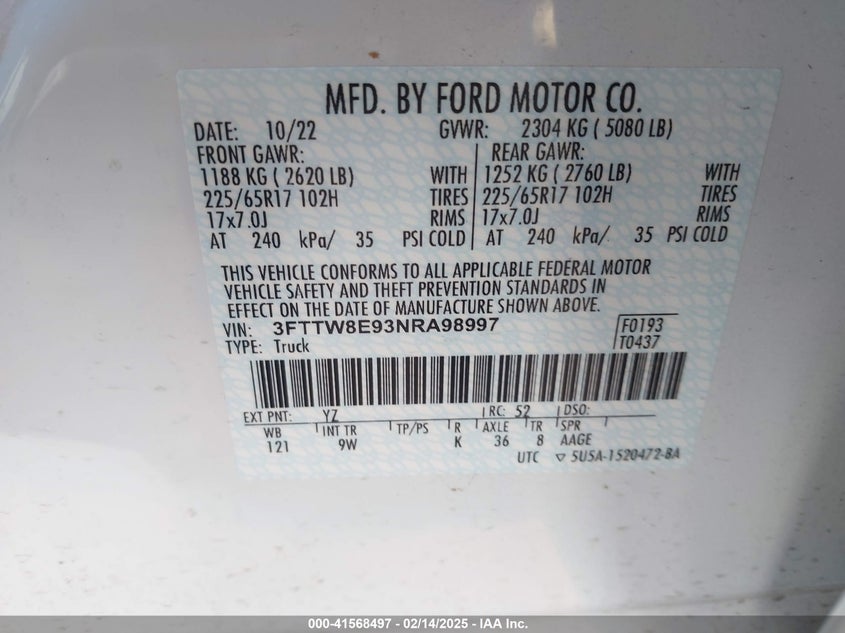 MFD. BY FORD MOTOR CO.
DATE: 10/22 GVWR: 2304 KG ( 5080 LB)
FRONT GAWR: REAR GAWR:
1188 KG ( 2620 LB) WITH 1252 KG ( 2760 LB) WITH
225/65R17 102H TIRES 225/65R17 102H TIRES
17x7.0J RIMS 17x7.0J RIMS
AT 240 kPa/ 35 PSI COLD AT 240 kPa/ 35 PSI COLD
THIS VEHICLE CONFORMS TO ALL APPLICABLE FEDERAL MOTOR
VEHICLE SAFETY AND THEFT PREVENTION STANDARDS IN
EFFECT ON THE DATE OF MANUFACTURE SHOWN ABOVE.
VIN: 3FTTW8E93NRA98997 F0193
TYPE: Truck T0437
EXT PNT: YZ RC: 52 DSO:
WB INT TR TP/PS R AXLE TR SPR
121 9W K 36 8 AAGE
UTC ▽ 5U5A-1520472-BA
000-41568497 - 02/14/2025 - IAA Inc.